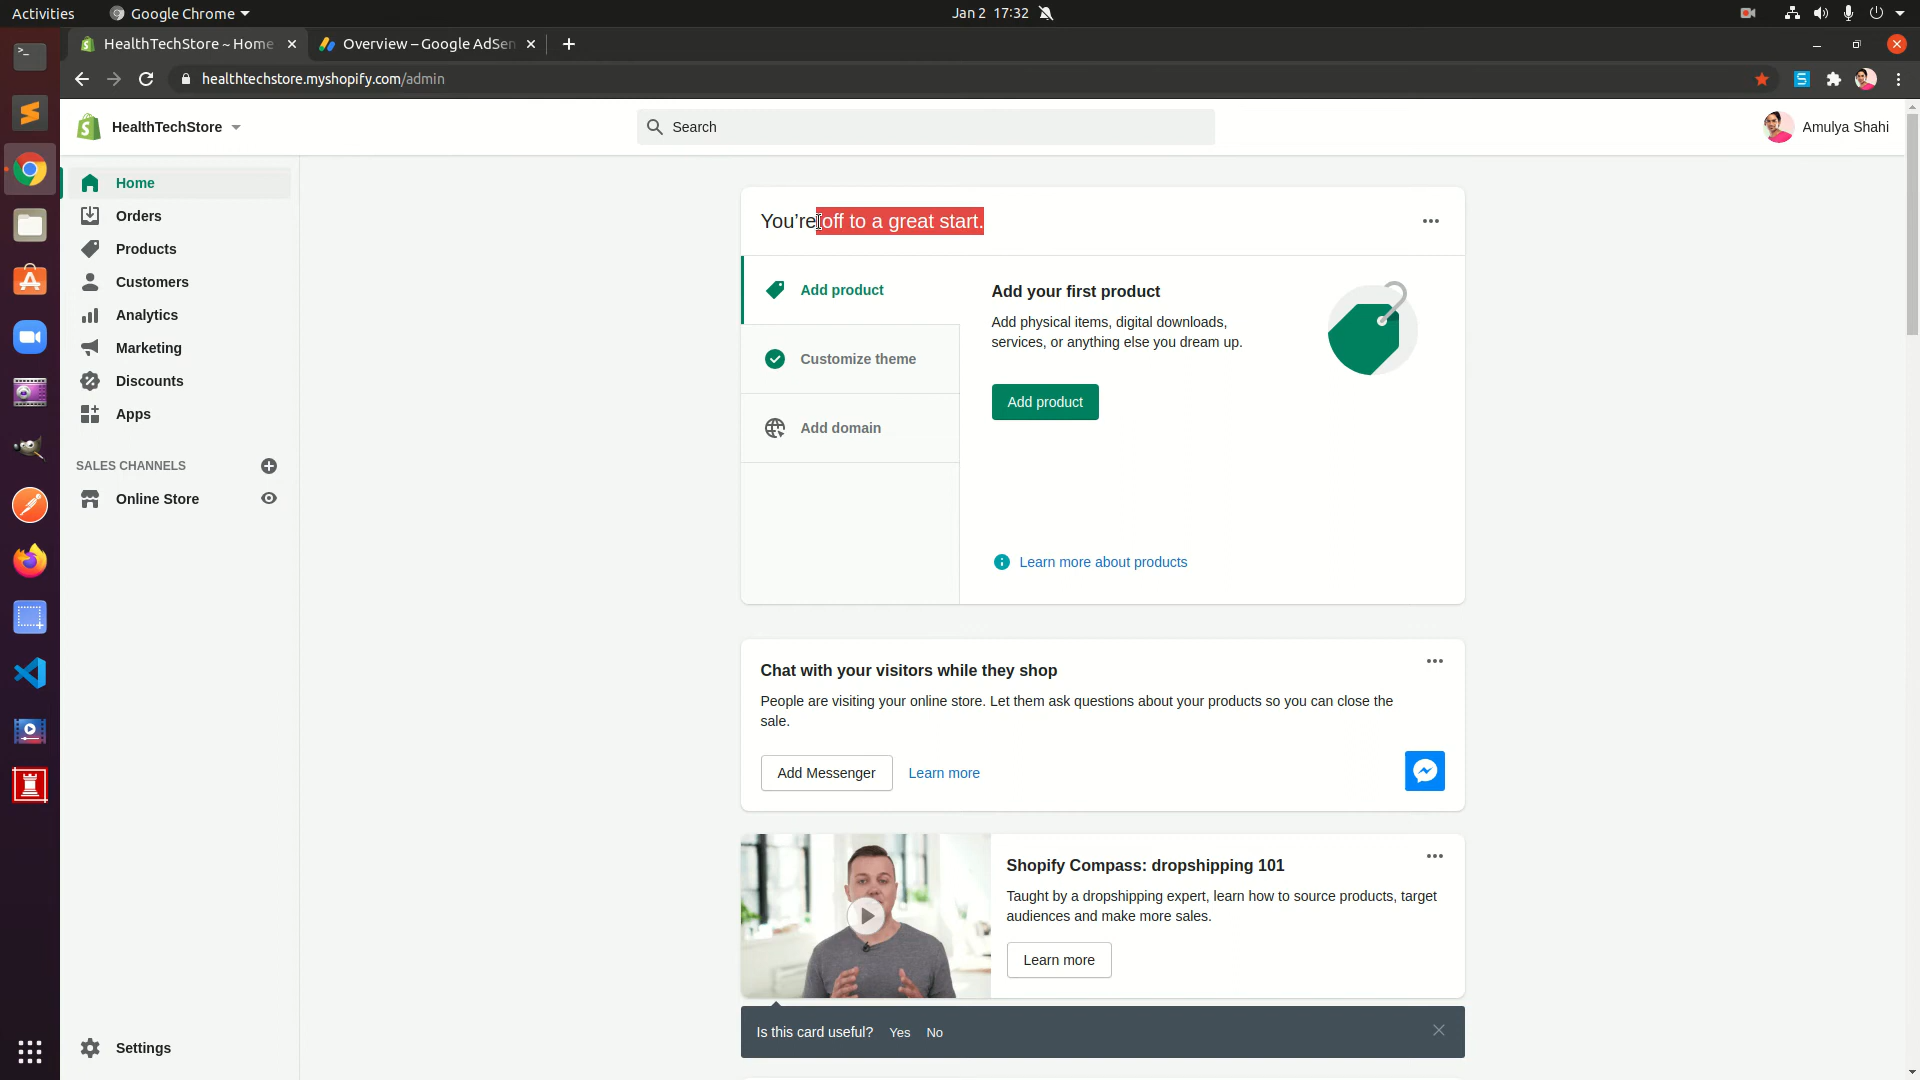 Activities
Google Chrome
Jan 2 17:32
HealthTechStore ~ Home
Overview – Google AdSen
healthtechstore.myshopify.com/admin
HealthTechStore
Search
Amulya Shahi
Home
Orders
Products
Customers
Analytics
Marketing
Discounts
Apps
SALES CHANNELS
Online Store
Settings
You’re off to a great start.
Add product
Customize theme
Add domain
Add your first product
Add physical items, digital downloads,
services, or anything else you dream up.
Add product
Learn more about products
Chat with your visitors while they shop
People are visiting your online store. Let them ask questions about your products so you can close the
sale.
Add Messenger
Learn more
Shopify Compass: dropshipping 101
Taught by a dropshipping expert, learn how to source products, target
audiences and make more sales.
Learn more
Is this card useful? Yes No